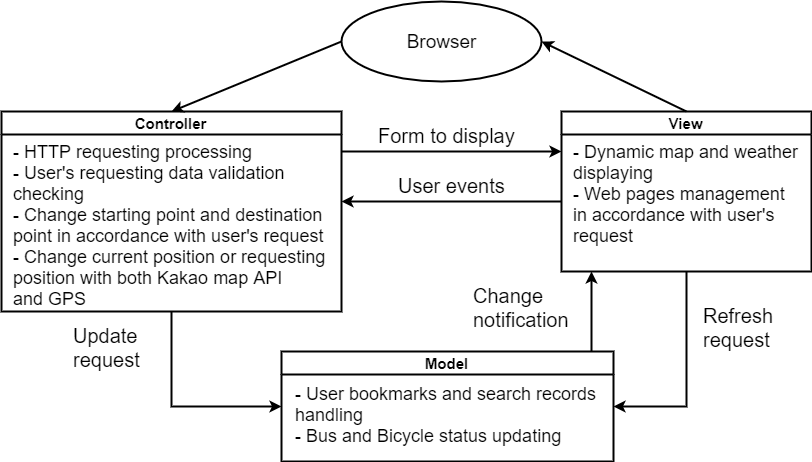 Browser
Controller
- HTTP requesting processing
- User's requesting data validation
checking
- Change starting point and destination
point in accordance with user's request
- Change current position or requesting
position with both Kakao map API
and GPS
Form to display
User events
View
- Dynamic map and weather
displaying
- Web pages management
in accordance with user's
request
Update
request
Change
notification
Refresh
request
Model
- User bookmarks and search records
handling
- Bus and Bicycle status updating